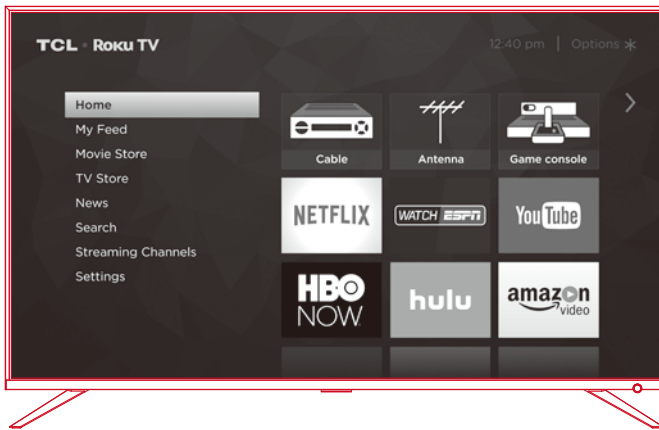 TCL • Roku TV
12:40 pm | Options
Home
My Feed
Movie Store
TV Store
News
Search
Streaming Channels
Settings
Cable
Antenna
Game console
NETFLIX
WATCH ESPN
YouTube
HBO
NOW
hulu
amazon
video